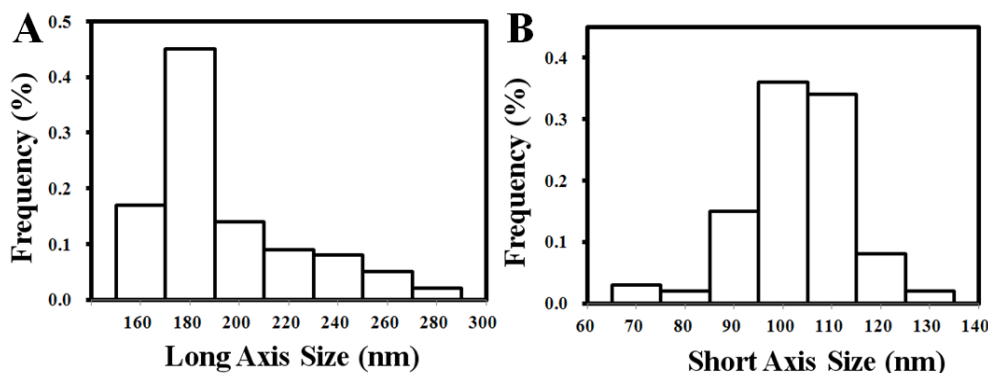 A
Frequency (%)
0.5
0.4
0.3
0.2
0.1
0.0
160 180 200 220 240 260 280 300
Long Axis Size (nm)
B
Frequency (%)
0.4
0.3
0.2
0.1
0.0
60 70 80 90 100 110 120 130 140
Short Axis Size (nm)